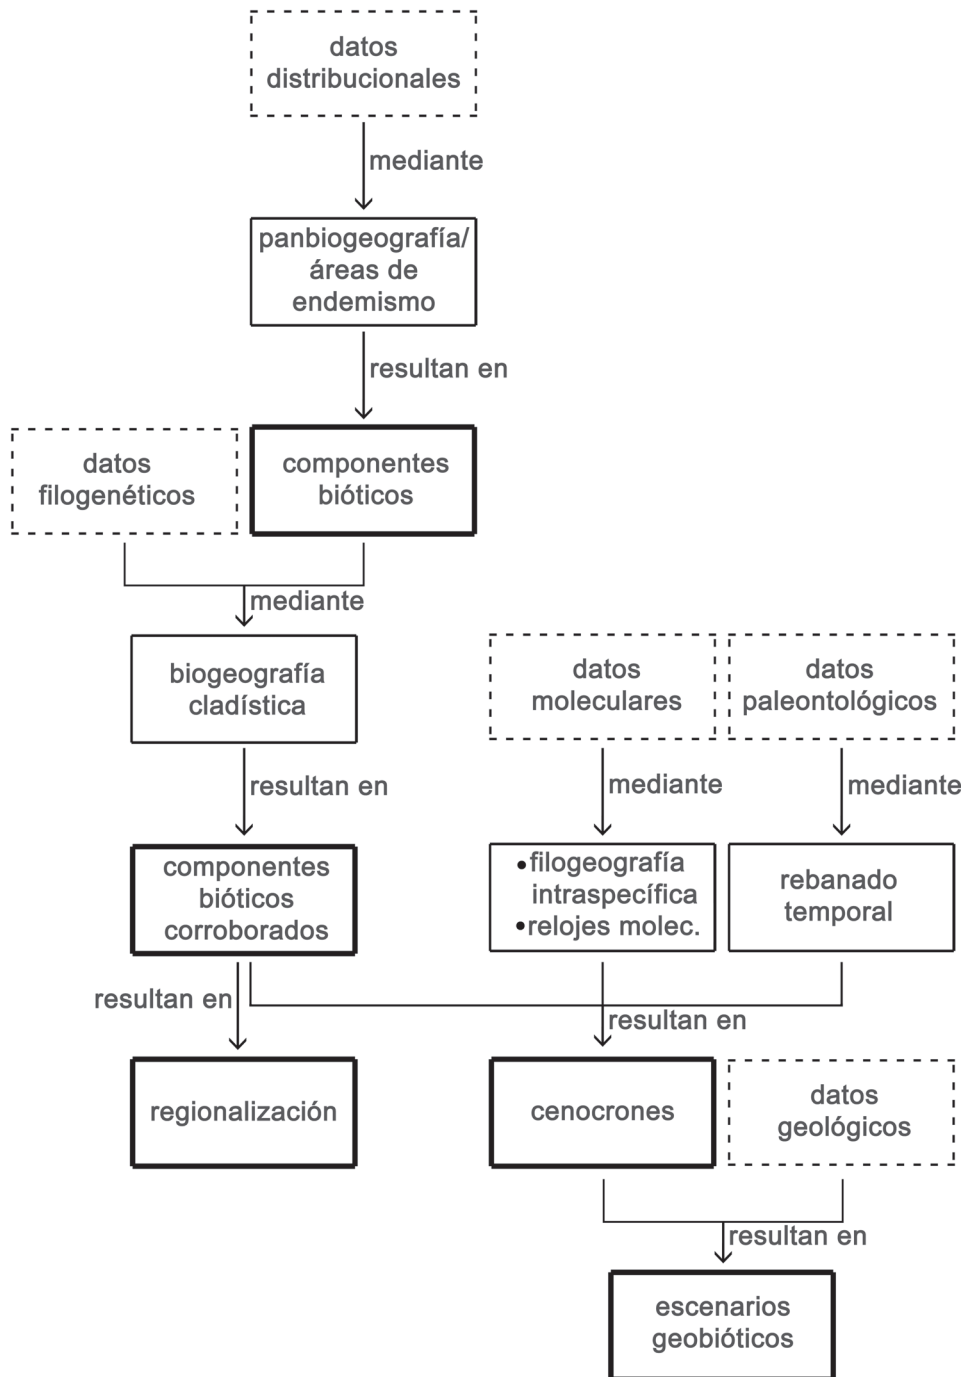 datos
distribucionales
mediante
panbiogeografía/
áreas de
endemismo
resultan en
datos
filogenéticos
componentes
bióticos
mediante
biogeografía
cladística
datos
moleculares
datos
paleontológicos
resultan en
mediante
mediante
componentes
bióticos
corroborados
•filogeografía
intraspecífica
•relojes molec.
rebanado
temporal
resultan en
resultan en
regionalización
cenocrones
datos
geológicos
resultan en
escenarios
geobióticos